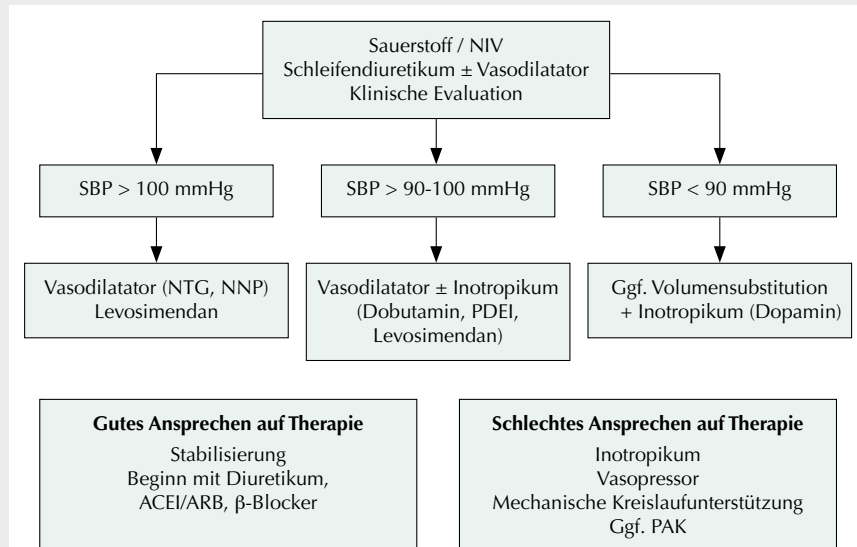 Sauerstoff / NIV
Schleifendiuretikum ± Vasodilatator
Klinische Evaluation
SBP > 100 mmHg
SBP > 90-100 mmHg
SBP < 90 mmHg
Vasodilatator (NTG, NNP)
Levosimendan
Vasodilatator ± Inotropikum
(Dobutamin, PDEI,
Levosimendan)
Ggf. Volumensubstitution
+ Inotropikum (Dopamin)
Gutes Ansprechen auf Therapie
Stabilisierung
Beginn mit Diuretikum,
ACEI/ARB, β-Blocker
Schlechtes Ansprechen auf Therapie
Inotropikum
Vasopressor
Mechanische Kreislaufunterstützung
Ggf. PAK